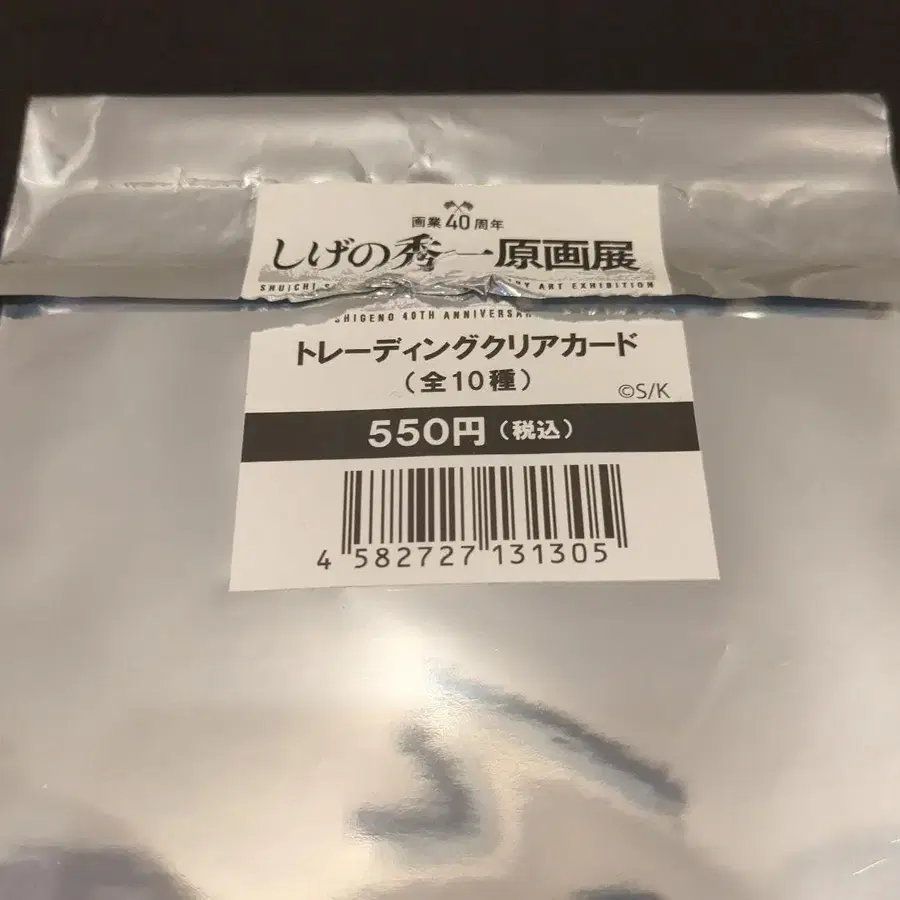 画業40周年
しげの秀一原画展
SHUICHI ART EXHIBITION
SHIGENO 40TH ANNIVERSAR
トレーディングクリアカード
(全10種)
©S/K
550円(税込)
4 582727 131305